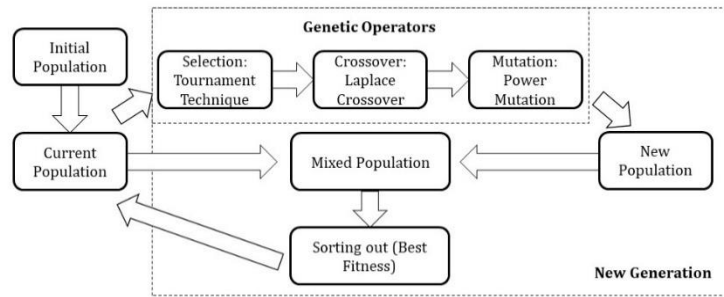 Genetic Operators
Initial
Population
Selection:
Tournament
Technique
Crossover:
Laplace
Crossover
Mutation:
Power
Mutation
Current
Population
Mixed Population
New
Population
Sorting out (Best
Fitness)
New Generation